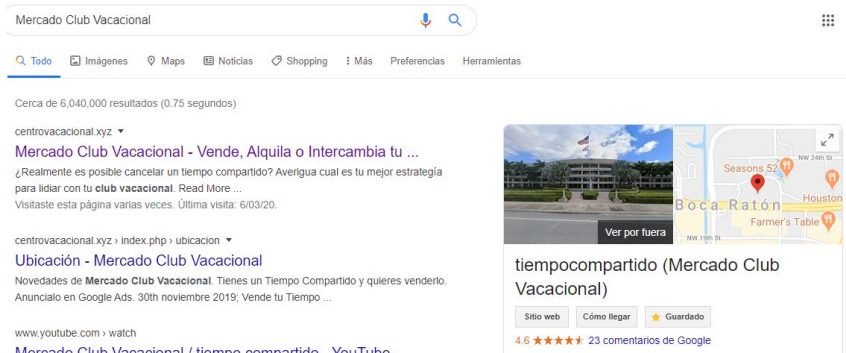 Mercado Club Vacacional
Todo Imágenes Maps Noticias Shopping Más Preferencias Herramientas
Cerca de 6,040,000 resultados (0.75 segundos)
centrovacacional.xyz
Mercado Club Vacacional - Vende, Alquila o Intercambia tu ...
¿Realmente es posible cancelar un tiempo compartido? Averigua cual es tu mejor estrategía
para lidiar con tu club vacacional. Read More ...
Visitaste esta página varias veces. Última visita: 6/03/20.
centrovacacional.xyz › index.php › ubicacion
Ubicación - Mercado Club Vacacional
Novedades de Mercado Club Vacacional. Tienes un Tiempo Compartido y quieres venderlo.
Anuncialo en Google Ads. 30th noviembre 2019; Vende tu Tiempo ...
www.youtube.com › watch
Mercado Club Vacacional / tiempo compartido - YouTube
Ver por fuera
NW 24th St
Seasons 52
Houston
Boca Ratón
Farmer's Table
NW 19th St
tiempocompartido (Mercado Club
Vacacional)
Sitio web Cómo llegar Guardado
4.6 23 comentarios de Google